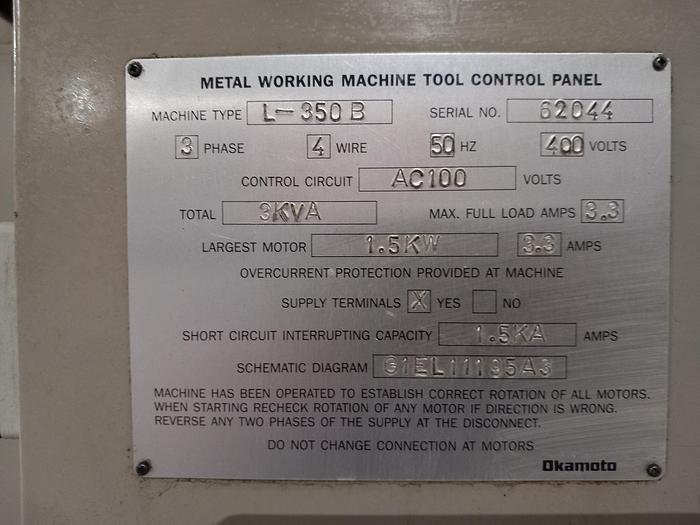 METAL WORKING MACHINE TOOL CONTROL PANEL
MACHINE TYPE L-350 B SERIAL NO. 62044
3 PHASE 4 WIRE 50 HZ 400 VOLTS
CONTROL CIRCUIT AC100 VOLTS
TOTAL 3KVA MAX. FULL LOAD AMPS 3.3
LARGEST MOTOR 1.5KW 3.3 AMPS
OVERCURRENT PROTECTION PROVIDED AT MACHINE
SUPPLY TERMINALS X YES NO
SHORT CIRCUIT INTERRUPTING CAPACITY 1.5KA AMPS
SCHEMATIC DIAGRAM G1EL11195A3
MACHINE HAS BEEN OPERATED TO ESTABLISH CORRECT ROTATION OF ALL MOTORS.
WHEN STARTING RECHECK ROTATION OF ANY MOTOR IF DIRECTION IS WRONG.
REVERSE ANY TWO PHASES OF THE SUPPLY AT THE DISCONNECT.
DO NOT CHANGE CONNECTION AT MOTORS
Okamoto